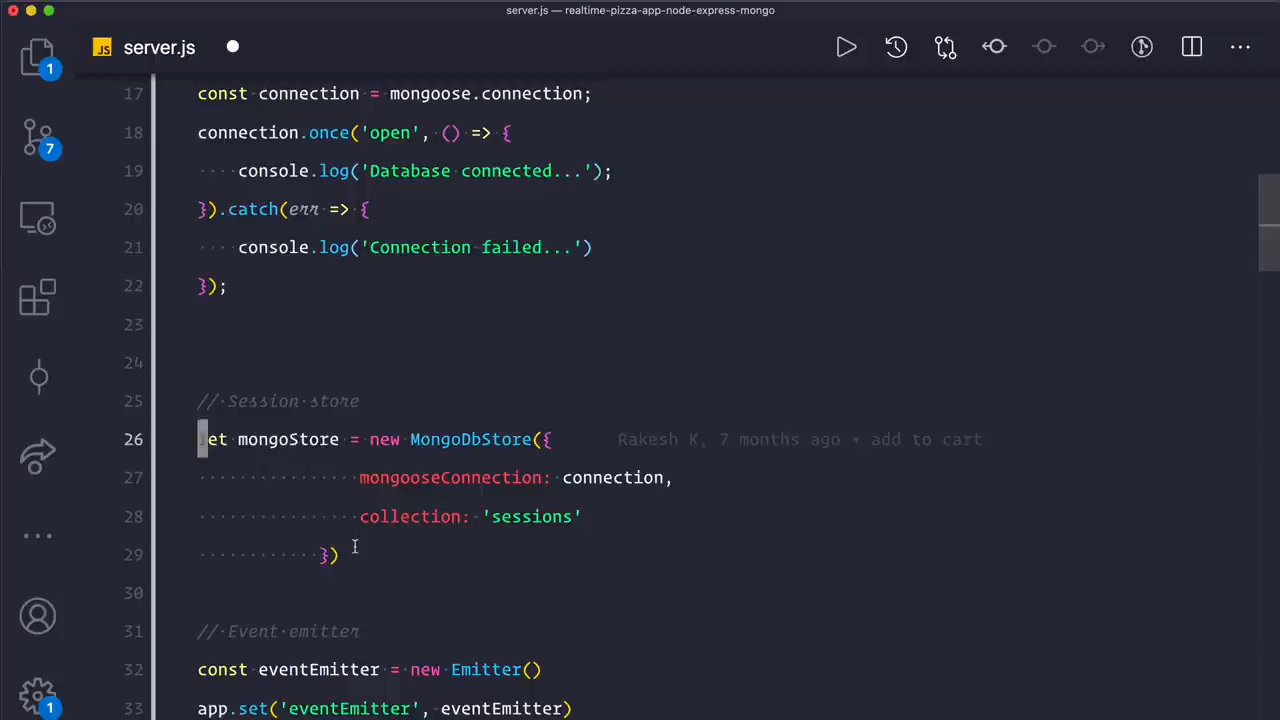 server.js — realtime-pizza-app-node-express-mongo
JS server.js
1
7
1
17 const connection = mongoose.connection;
18 connection.once('open', () => {
19 console.log('Database connected...');
20 }).catch(err => {
21 console.log('Connection failed...')
22 });
23
24
25 // Session store
26 let mongoStore = new MongoDbStore({ Rakesh K, 7 months ago • add to cart
27 mongooseConnection: connection,
28 collection: 'sessions'
29 })
30
31 // Event emitter
32 const eventEmitter = new Emitter()
33 app.set('eventEmitter', eventEmitter)